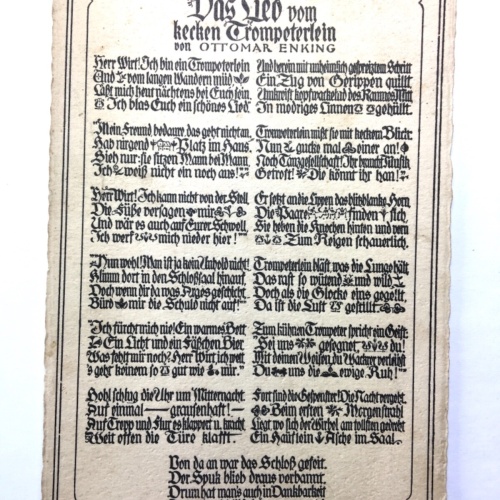 Das Lied vom
kecken Trompeterlein
von OTTOMAR ENKING
Herr Wirt! Ich bin ein Trompeterlein
Und vom langen Wandern müd,
Laßt mich heut nächtens bei Euch sein,
Ich blas Euch ein schönes Lied.
Mein Freund bedaure, das geht nicht an,
Hab nirgend Platz im Haus,
Sieh nur: sie sitzen Mann bei Mann,
Ich weiß nicht ein noch aus!
Herr Wirt! Ich kann nicht von der Stell,
Die Füße versagen mir,
Und wär es auch auf Eurer Schwell,
Ich werf mich nieder hier!
Nun wohl! Man ist ja kein Unhold nicht!
Klimm dort in den Schloßsaal hinauf,
Doch wenn dir da was Arges geschieht,
Bürd mir die Schuld nicht auf!
Ich fürcht mich nie! Ein warmes Bett
Ein Licht und ein Fäßchen Bier
Was fehlt mir noch? Herr Wirt, ich wett
's geht keinem so gut wie mir.
Hohl schlug die Uhr um Mitternacht
Auf einmal — grausenhaft!
Auf Trepp und Flur es klappert u. kracht
Weit offen die Türe klafft.
Und herein mit unheimlich gespreiztem Schritt
Ein Zug von Gerippen quillt
Umkreist kopfwackelnd des Raumes Mitt
In modriges Linnen gehüllt.
Trompeterlein mißt sie mit keckem Blick:
Nun gucke mal einer an!
Noch Tanzgesellschaft! Ihr braucht Musik
Getrost! Die könnt ihr han!
Er setzt an die Lippen das blitzblanke Horn
Die Paare finden sich,
Sie heben die Knochen hinten und vorn
Zum Reigen schauerlich.
Trompeterlein bläst, was die Lunge hält
Das rast so wütend und wild
Doch als die Glocke eins gegellt
Da ist die Lust gestillt.
Zum kühnen Trompeter spricht ein Geist:
"Sei uns gesegnet du!
Mit deinen Weisen, du Wackrer verleihst
Du uns die ewige Ruh!"
Fort sind die Gespenster! Die Nacht vergeht.
Beim ersten Morgenstrahl
Liegt wo sich der Wirbel am tollsten gedreht
Ein Häuflein Asche im Saal.
Von da an war das Schloß gefeit.
Der Spuk blieb draus verbannt.
Drum hat man's auch in Dankbarkeit